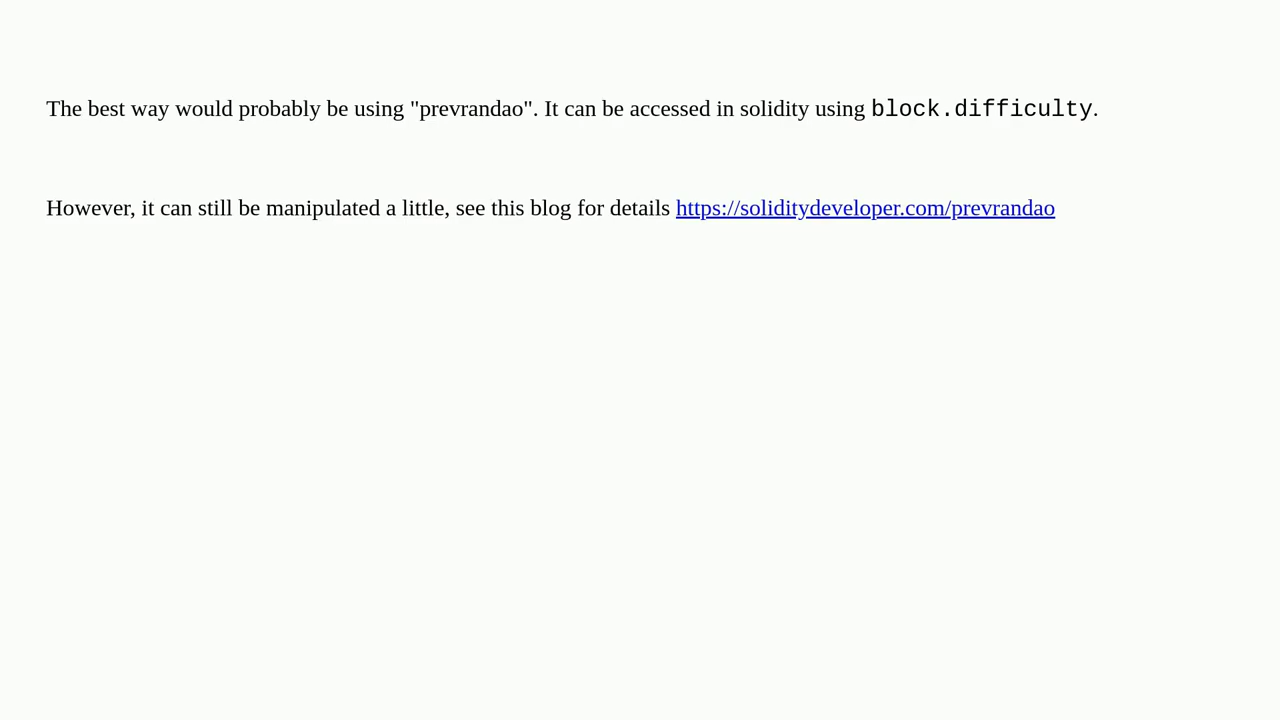 The best way would probably be using "prevrandao". It can be accessed in solidity using block.difficulty.
However, it can still be manipulated a little, see this blog for details https://soliditydeveloper.com/prevrandao